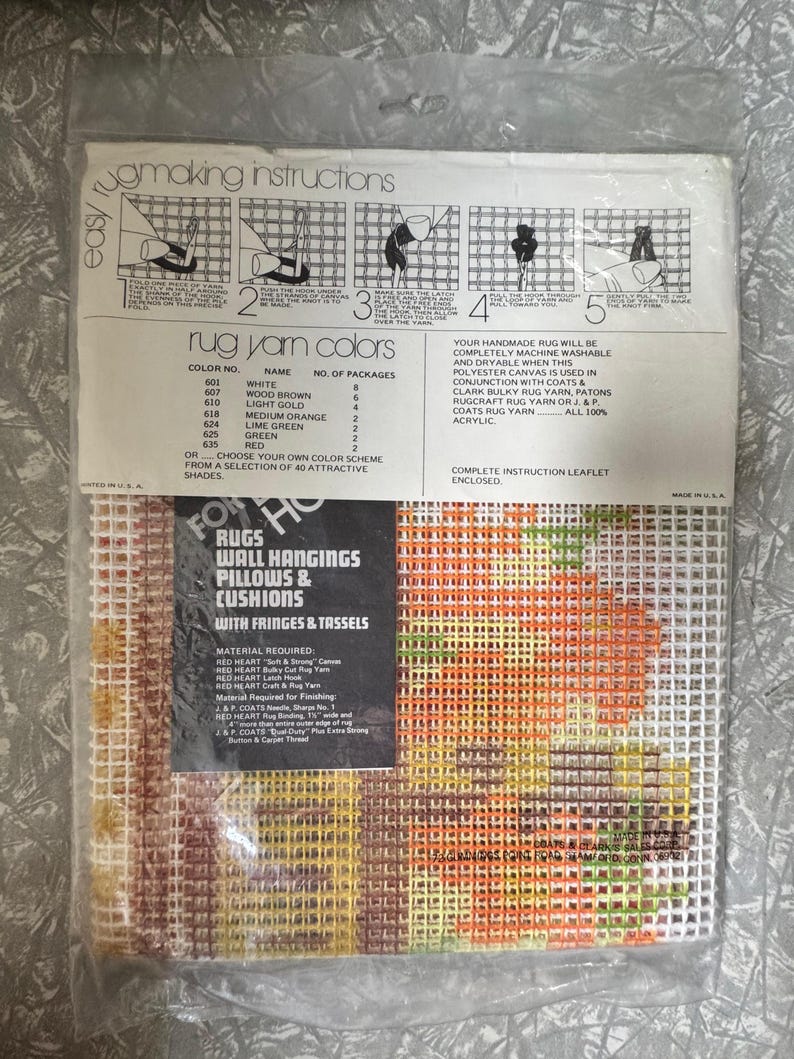 easy rugmaking instructions
1 FOLD ONE PIECE OF YARN
EXACTLY IN HALF AROUND
THE SHANK OF THE HOOK;
THE EVENNESS OF THE PILE
DEPENDS ON THIS PRECISE
FOLD.
2 PUSH THE HOOK UNDER
THE STRANDS OF CANVAS
WHERE THE KNOT IS TO
BE MADE.
3 MAKE SURE THE LATCH
IS FREE AND OPEN AND
PLACE THE FREE ENDS
OF THE YARN THROUGH
THE HOOK, THEN ALLOW
THE LATCH TO CLOSE
OVER THE YARN.
4 PULL THE HOOK THROUGH
THE LOOP OF YARN AND
PULL TOWARD YOU.
5 GENTLY PULL THE TWO
ENDS OF YARN TO MAKE
THE KNOT FIRM.
rug yarn colors
COLOR NO. NAME NO. OF PACKAGES
601 WHITE 8
607 WOOD BROWN 6
610 LIGHT GOLD 4
618 MEDIUM ORANGE 2
624 LIME GREEN 2
625 GREEN 2
635 RED 2
OR ..... CHOOSE YOUR OWN COLOR SCHEME
FROM A SELECTION OF 40 ATTRACTIVE
SHADES.
PRINTED IN U.S.A.
YOUR HANDMADE RUG WILL BE
COMPLETELY MACHINE WASHABLE
AND DRYABLE WHEN THIS
POLYESTER CANVAS IS USED IN
CONJUNCTION WITH COATS &
CLARK BULKY RUG YARN, PATONS
RUGCRAFT RUG YARN OR J. & P.
COATS RUG YARN .......... ALL 100%
ACRYLIC.
COMPLETE INSTRUCTION LEAFLET
ENCLOSED.
MADE IN U.S.A.
FOR
HO
RUGS
WALL HANGINGS
PILLOWS &
CUSHIONS
WITH FRINGES & TASSELS
MATERIAL REQUIRED:
RED HEART "Soft & Strong" Canvas
RED HEART Bulky Cut Rug Yarn
RED HEART Latch Hook
RED HEART Craft & Rug Yarn
Material Required for Finishing:
J. & P. COATS Needle, Sharps No. 1
RED HEART Rug Binding, 1½" wide and
4" more than entire outer edge of rug
J. & P. COATS "Dual-Duty" Plus Extra Strong
Button & Carpet Thread
MADE IN U.S.A.
COATS & CLARK'S SALES CORP.
72 CUMMINGS POINT ROAD, STAMFORD, CONN. 06902